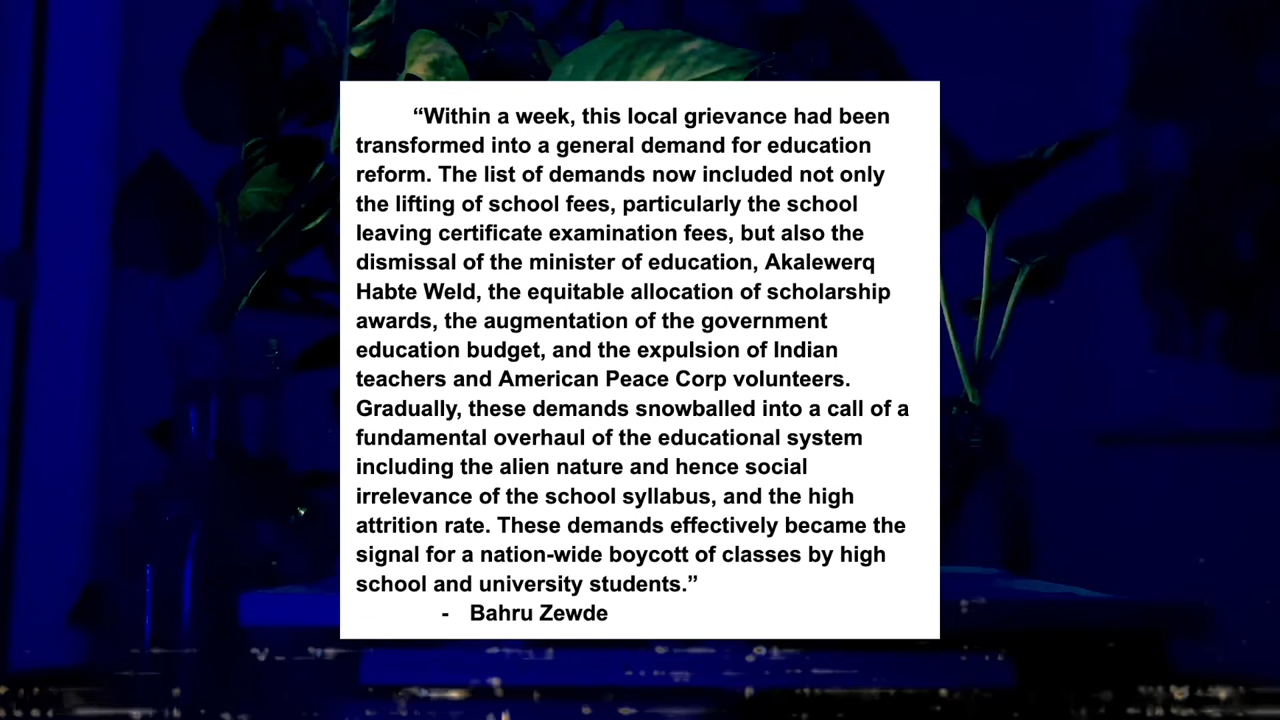 “Within a week, this local grievance had been
transformed into a general demand for education
reform. The list of demands now included not only
the lifting of school fees, particularly the school
leaving certificate examination fees, but also the
dismissal of the minister of education, Akalewerq
Habte Weld, the equitable allocation of scholarship
awards, the augmentation of the government
education budget, and the expulsion of Indian
teachers and American Peace Corp volunteers.
Gradually, these demands snowballed into a call of a
fundamental overhaul of the educational system
including the alien nature and hence social
irrelevance of the school syllabus, and the high
attrition rate. These demands effectively became the
signal for a nation-wide boycott of classes by high
school and university students.”
- Bahru Zewde